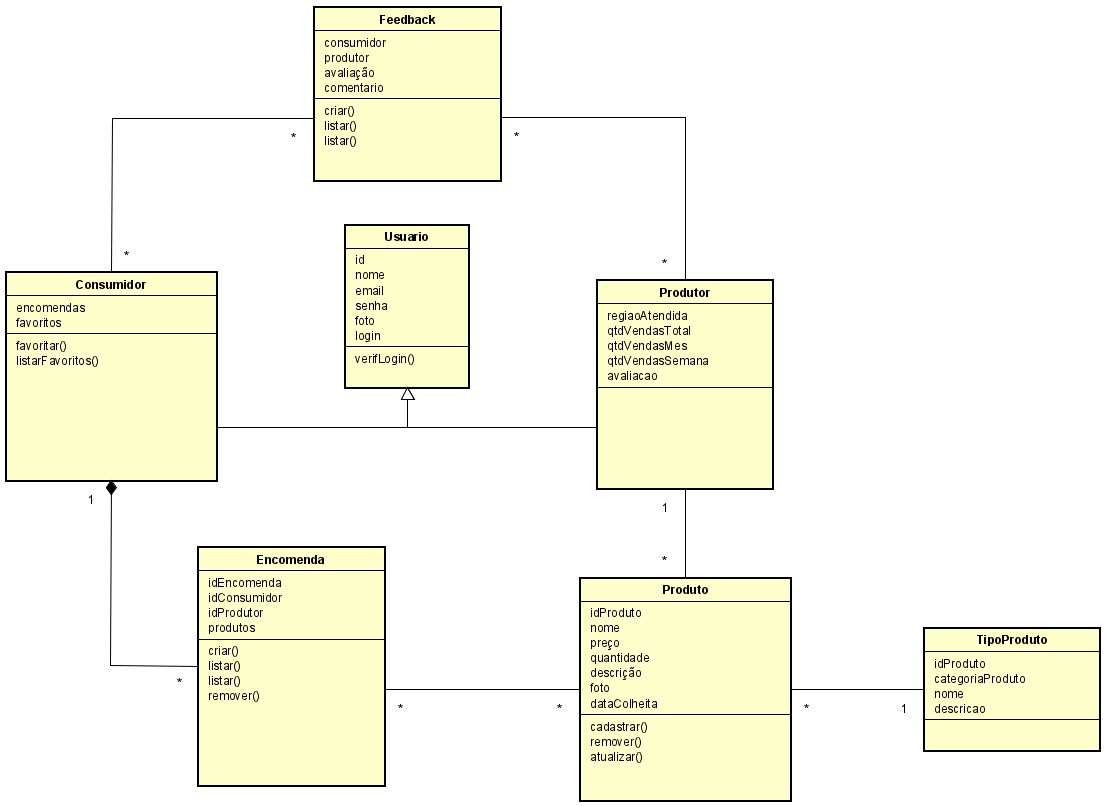 Feedback
consumidor
produtor
avaliação
comentario
criar()
listar()
listar()
*
*
*
*
Usuario
id
nome
email
senha
foto
login
verifLogin()
Consumidor
encomendas
favoritos
favoritar()
listarFavoritos()
Produtor
regiaoAtendida
qtdVendasTotal
qtdVendasMes
qtdVendasSemana
avaliacao
1
1
*
*
Encomenda
idEncomenda
idConsumidor
idProdutor
produtos
criar()
listar()
listar()
remover()
*
*
Produto
idProduto
nome
preço
quantidade
descrição
foto
dataColheita
cadastrar()
remover()
atualizar()
*
1
TipoProduto
idProduto
categoriaProduto
nome
descricao